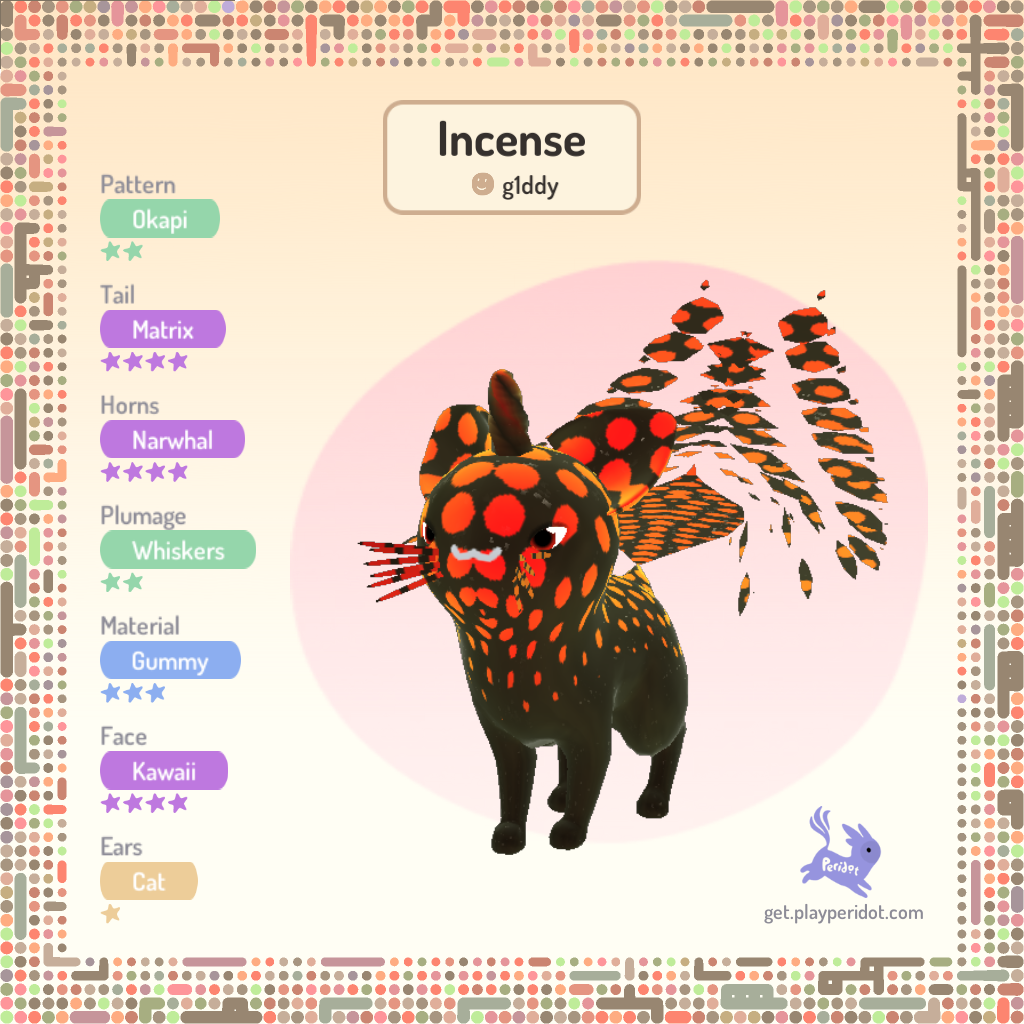 Incense
g1ddy
Pattern
Okapi
Tail
Matrix
Horns
Narwhal
Plumage
Whiskers
Material
Gummy
Face
Kawaii
Ears
Cat
Peridot
get.playperidot.com